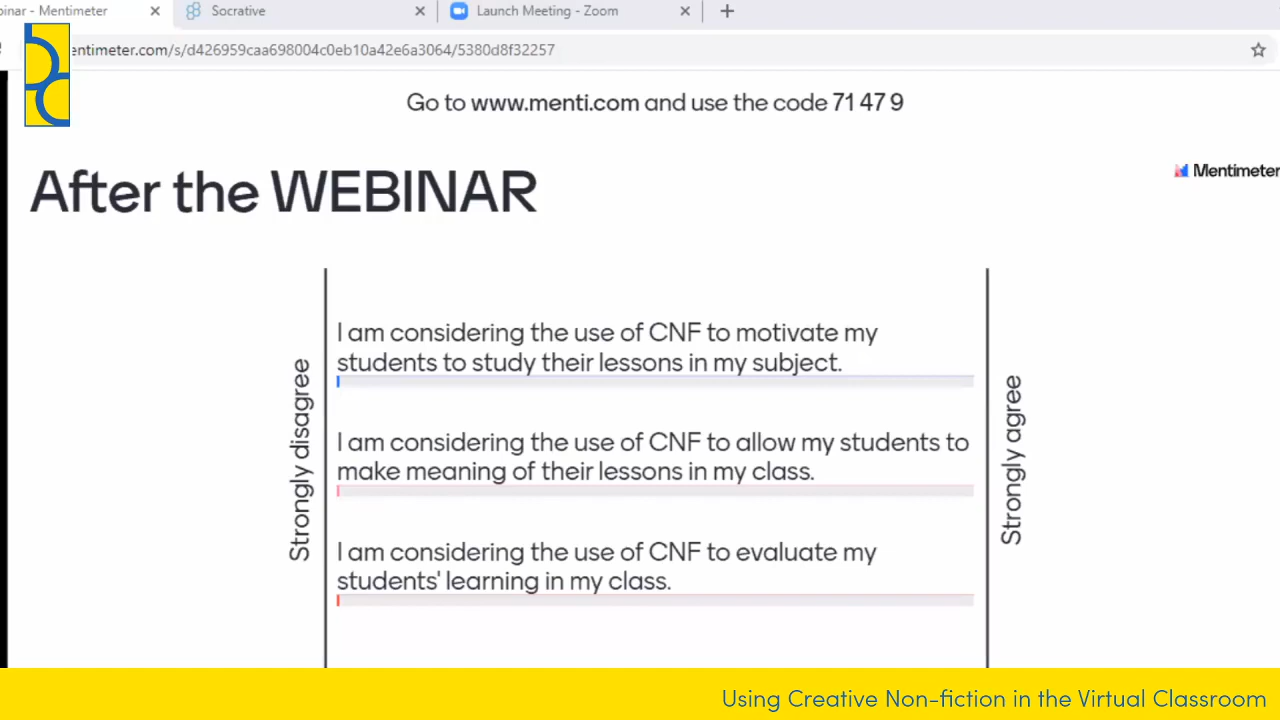 inar - Mentimeter
Socrative
Launch Meeting - Zoom
entimeter.com/s/d426959caa698004c0eb10a42e6a3064/5380d8f32257
Go to www.menti.com and use the code 71 47 9
Mentimeter
After the WEBINAR
Strongly disagree
I am considering the use of CNF to motivate my
students to study their lessons in my subject.
I am considering the use of CNF to allow my students to
make meaning of their lessons in my class.
I am considering the use of CNF to evaluate my
students' learning in my class.
Strongly agree
Using Creative Non-fiction in the Virtual Classroom